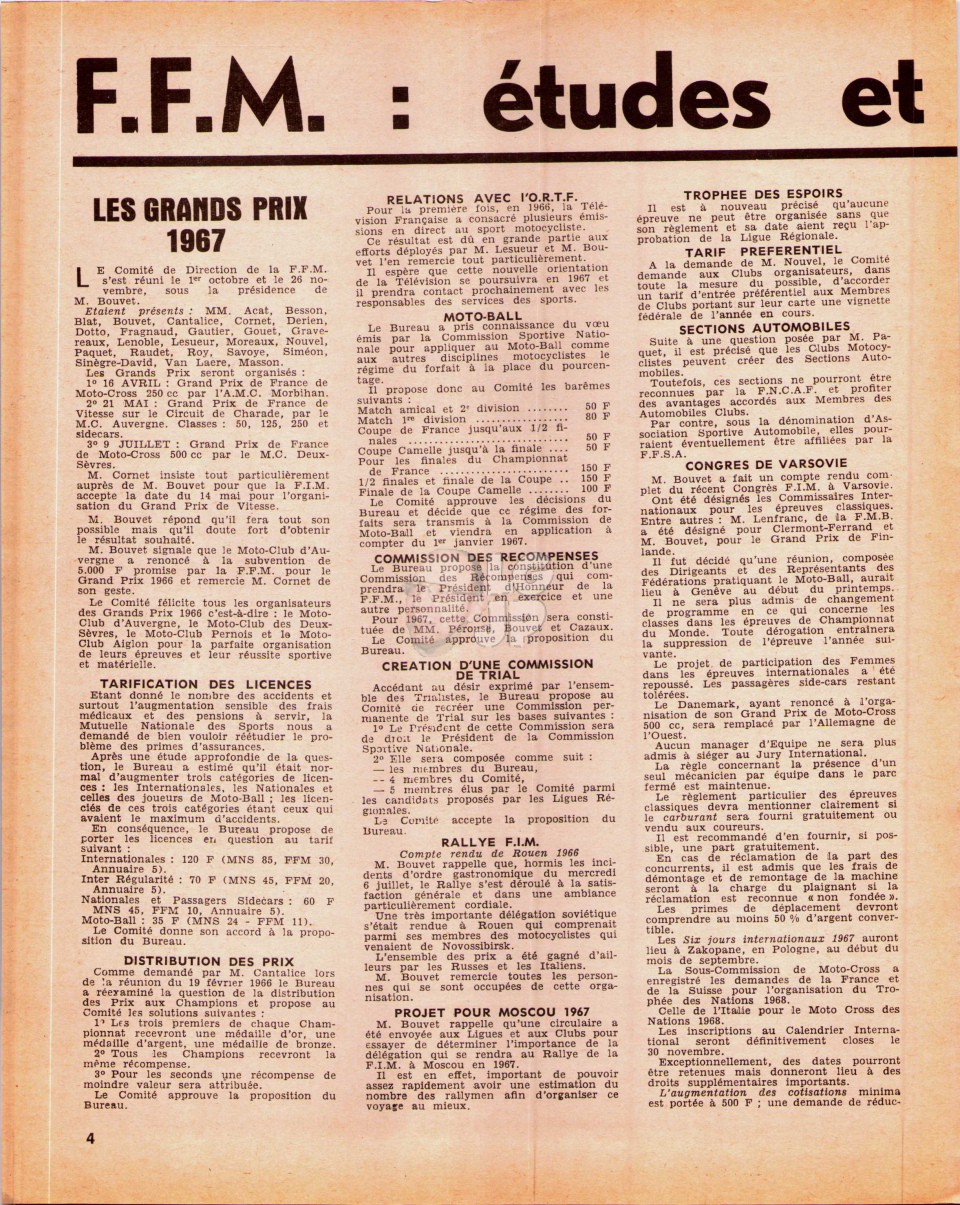 F.F.M. : études et
LES GRANDS PRIX
1967
LE Comité de Direction de la F.F.M.
s'est réuni le 1er octobre et le 26 no-
vembre, sous la présidence de
M. Bouvet.
Etaient présents : MM. Acat, Besson,
Blat, Bouvet, Cantalice, Cornet, Derien,
Dotto, Fragnaud, Gautier, Gouet, Grave-
reaux, Lenoble, Lesueur, Moreaux, Nouvel,
Paquet, Raudet, Roy, Savoye, Siméon,
Sinègre-David, Van Laere, Masson.
Les Grands Prix seront organisés :
1° 16 AVRIL : Grand Prix de France de
Moto-Cross 250 cc par l'A.M.C. Morbihan.
2° 21 MAI : Grand Prix de France de
Vitesse sur le Circuit de Charade, par le
M.C. Auvergne. Classes : 50, 125, 250 et
sidecars.
3° 9 JUILLET : Grand Prix de France
de Moto-Cross 500 cc par le M.C. Deux-
Sèvres.
M. Cornet insiste tout particulièrement
auprès de M. Bouvet pour que la F.I.M.
accepte la date du 14 mai pour l'organi-
sation du Grand Prix de Vitesse.
M. Bouvet répond qu'il fera tout son
possible mais qu'il doute fort d'obtenir
le résultat souhaité.
M. Bouvet signale que le Moto-Club d'Au-
vergne a renoncé à la subvention de
5.000 F promise par la F.F.M. pour le
Grand Prix 1966 et remercie M. Cornet de
son geste.
Le Comité félicite tous les organisateurs
des Grands Prix 1966 c'est-à-dire : le Moto-
Club d'Auvergne, le Moto-Club des Deux-
Sèvres, le Moto-Club Pernois et le Moto-
Club Aiglon pour la parfaite organisation
de leurs épreuves et leur réussite sportive
et matérielle.
TARIFICATION DES LICENCES
Etant donné le nombre des accidents et
surtout l'augmentation sensible des frais
médicaux et des pensions à servir, la
Mutuelle Nationale des Sports nous a
demandé de bien vouloir réétudier le pro-
blème des primes d'assurances.
Après une étude approfondie de la ques-
tion, le Bureau a estimé qu'il était nor-
mal d'augmenter trois catégories de licen-
ces : les Internationales, les Nationales et
celles des joueurs de Moto-Ball ; les licen-
ciés de ces trois catégories étant ceux qui
avaient le maximum d'accidents.
En conséquence, le Bureau propose de
porter les licences en question au tarif
suivant :
Internationales : 120 F (MNS 85, FFM 30,
Annuaire 5).
Inter Régularité : 70 F (MNS 45, FFM 20,
Annuaire 5).
Nationales et Passagers Sidecars : 60 F
MNS 45, FFM 10, Annuaire 5).
Moto-Ball : 35 F (MNS 24 - FFM 11).
Le Comité donne son accord à la propo-
sition du Bureau.
DISTRIBUTION DES PRIX
Comme demandé par M. Cantalice lors
de la réunion du 19 février 1966 le Bureau
a réexaminé la question de la distribution
des Prix aux Champions et propose au
Comité les solutions suivantes :
1° Les trois premiers de chaque Cham-
pionnat recevront une médaille d'or, une
médaille d'argent, une médaille de bronze.
2° Tous les Champions recevront la
même récompense.
3° Pour les seconds une récompense de
moindre valeur sera attribuée.
Le Comité approuve la proposition du
Bureau.
RELATIONS AVEC l'O.R.T.F.
Pour la première fois, en 1966, la Télé-
vision Française a consacré plusieurs émis-
sions en direct au sport motocycliste.
Ce résultat est dû en grande partie aux
efforts déployés par M. Lesueur et M. Bou-
vet l'en remercie tout particulièrement.
Il espère que cette nouvelle orientation
de la Télévision se poursuivra en 1967 et
il prendra contact prochainement avec les
responsables des services des sports.
MOTO-BALL
Le Bureau a pris connaissance du vœu
émis par la Commission Sportive Natio-
nale pour appliquer au Moto-Ball comme
aux autres disciplines motocyclistes le
régime du forfait à la place du pourcen-
tage.
Il propose donc au Comité les barêmes
suivants :
Match amical et 2e division ........ 50 F
Match 1re division ............... 80 F
Coupe de France jusqu'aux 1/2 fi-
nales ............................ 50 F
Coupe Camelle jusqu'à la finale .... 50 F
Pour les finales du Championnat
de France ...................... 150 F
1/2 finales et finale de la Coupe .. 150 F
Finale de la Coupe Camelle ........ 100 F
Le Comité approuve les décisions du
Bureau et décide que ce régime des for-
faits sera transmis à la Commission de
Moto-Ball et viendra en application à
compter du 1er janvier 1967.
COMMISSION DES RECOMPENSES
Le Bureau propose la constitution d'une
Commission des Récompenses qui com-
prendra le Président d'Honneur de la
F.F.M., le Président en exercice et une
autre personnalité.
Pour 1967, cette Commission sera consti-
tuée de MM. Pérouse, Bouvet et Cazaux.
Le Comité approuve la proposition du
Bureau.
CREATION D'UNE COMMISSION
DE TRIAL
Accédant au désir exprimé par l'ensem-
ble des Trialistes, le Bureau propose au
Comité de recréer une Commission per-
manente de Trial sur les bases suivantes :
1° Le Président de cette Commission sera
de droit le Président de la Commission
Sportive Nationale.
2° Elle sera composée comme suit :
— les membres du Bureau,
— 4 membres du Comité,
— 5 membres élus par le Comité parmi
les candidats proposés par les Ligues Ré-
gionales.
Le Comité accepte la proposition du
Bureau.
RALLYE F.I.M.
Compte rendu de Rouen 1966
M. Bouvet rappelle que, hormis les inci
dents d'ordre gastronomique du mercredi
6 juillet, le Rallye s'est déroulé à la satis-
faction générale et dans une ambiance
particulièrement cordiale.
Une très importante délégation soviétique
s'était rendue à Rouen qui comprenait
parmi ses membres des motocyclistes qui
venaient de Novossibirsk.
L'ensemble des prix a été gagné d'ail-
leurs par les Russes et les Italiens.
M. Bouvet remercie toutes les person-
nes qui se sont occupées de cette orga-
nisation.
PROJET POUR MOSCOU 1967
M. Bouvet rappelle qu'une circulaire a
été envoyée aux Ligues et aux Clubs pour
essayer de déterminer l'importance de la
délégation qui se rendra au Rallye de la
F.I.M. à Moscou en 1967.
Il est en effet, important de pouvoir
assez rapidement avoir une estimation du
nombre des rallymen afin d'organiser ce
voyage au mieux.
TROPHEE DES ESPOIRS
Il est à nouveau précisé qu'aucune
épreuve ne peut être organisée sans que
son règlement et sa date aient reçu l'ap-
probation de la Ligue Régionale.
TARIF PREFERENTIEL
A la demande de M. Nouvel, le Comité
demande aux Clubs organisateurs, dans
toute la mesure du possible, d'accorder
un tarif d'entrée préférentiel aux Membres
de Clubs portant sur leur carte une vignette
fédérale de l'année en cours.
SECTIONS AUTOMOBILES
Suite à une question posée par M. Pa-
quet, il est précisé que les Clubs Motocy-
clistes peuvent créer des Sections Auto-
mobiles.
Toutefois, ces sections ne pourront être
reconnues par la F.N.C.A.F. et profiter
des avantages accordés aux Membres des
Automobiles Clubs.
Par contre, sous la dénomination d'As-
sociation Sportive Automobile, elles pour-
raient éventuellement être affiliées par la
F.F.S.A.
CONGRES DE VARSOVIE
M. Bouvet a fait un compte rendu com-
plet du récent Congrès F.I.M. à Varsovie.
Ont été désignés les Commissaires Inter-
nationaux pour les épreuves classiques.
Entre autres : M. Lenfranc, de la F.M.B.
a été désigné pour Clermont-Ferrand et
M. Bouvet, pour le Grand Prix de Fin-
lande.
Il fut décidé qu'une réunion, composée
des Dirigeants et des Représentants des
Fédérations pratiquant le Moto-Ball, aurait
lieu à Genève au début du printemps.
Il ne sera plus admis de changement
de programme en ce qui concerne les
classes dans les épreuves de Championnat
du Monde. Toute dérogation entraînera
la suppression de l'épreuve l'année sui-
vante.
Le projet de participation des Femmes
dans les épreuves internationales a été
repoussé. Les passagères side-cars restant
tolérées.
Le Danemark, ayant renoncé à l'orga-
nisation de son Grand Prix de Moto-Cross
500 cc, sera remplacé par l'Allemagne de
l'Ouest.
Aucun manager d'Equipe ne sera plus
admis à siéger au Jury International.
La règle concernant la présence d'un
seul mécanicien par équipe dans le parc
fermé est maintenue.
Le règlement particulier des épreuves
classiques devra mentionner clairement si
le carburant sera fourni gratuitement ou
vendu aux coureurs.
Il est recommandé d'en fournir, si pos-
sible, une part gratuitement.
En cas de réclamation de la part des
concurrents, il est admis que les frais de
démontage et de remontage de la machine
seront à la charge du plaignant si la
réclamation est reconnue « non fondée ».
Les primes de déplacement devront
comprendre au moins 50 % d'argent conver-
tible.
Les Six jours internationaux 1967 auront
lieu à Zakopane, en Pologne, au début du
mois de septembre.
La Sous-Commission de Moto-Cross a
enregistré les demandes de la France et
de la Suisse pour l'organisation du Tro-
phée des Nations 1968.
Celle de l'Italie pour le Moto Cross des
Nations 1968.
Les inscriptions au Calendrier Interna-
tional seront définitivement closes le
30 novembre.
Exceptionnellement, des dates pourront
être retenues mais donneront lieu à des
droits supplémentaires importants.
L'augmentation des cotisations minima
est portée à 500 F ; une demande de réduc-
4